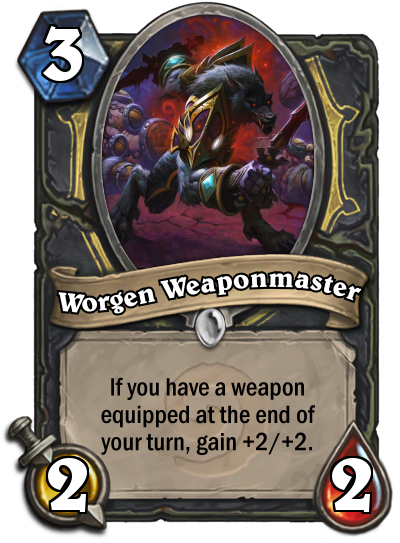 3
Worgen Weaponmaster
If you have a weapon
equipped at the end of
your turn, gain +2/+2.
2
2